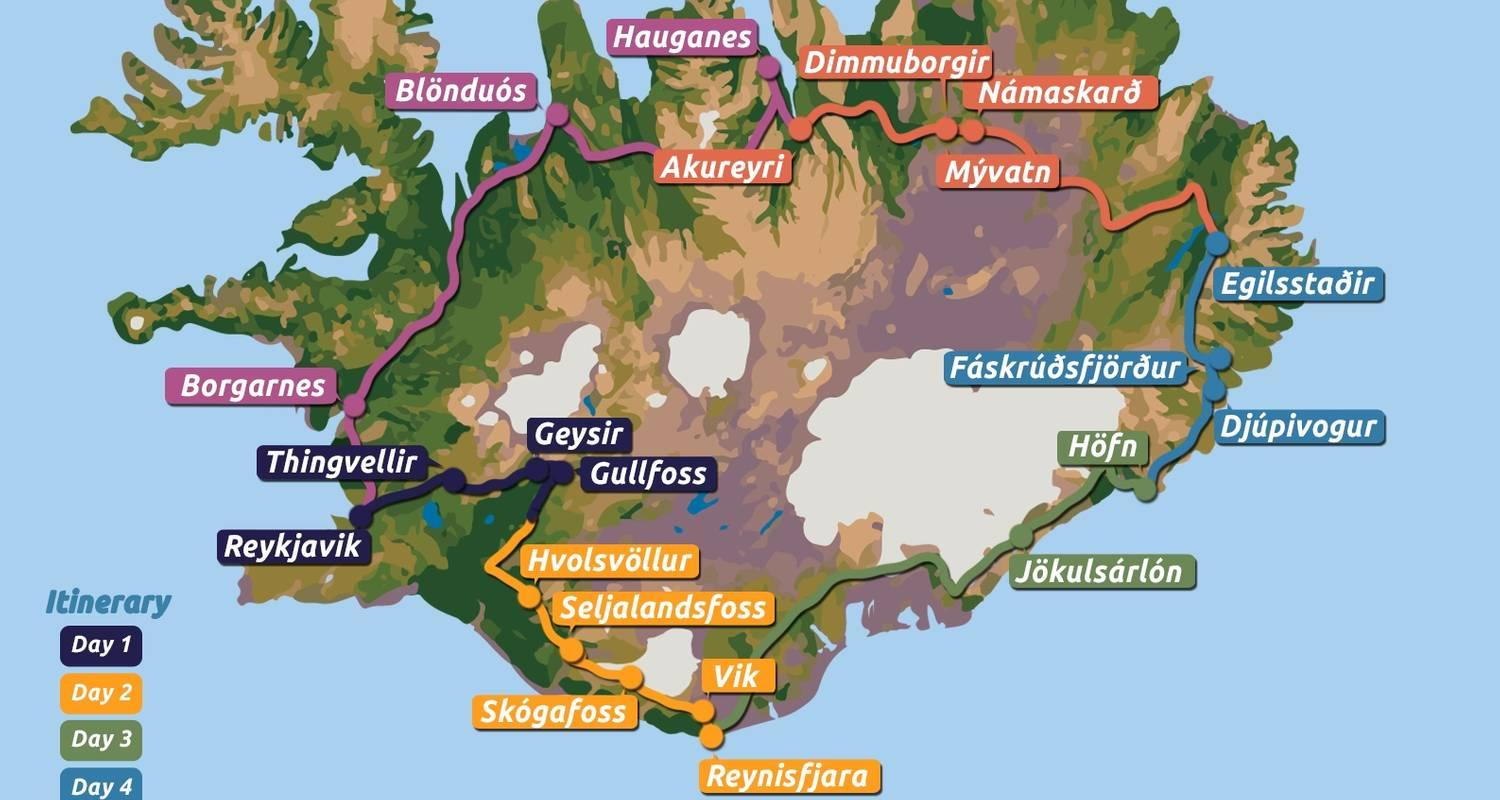 Hauganes
Dimmuborgir
Blönduós
Námaskarð
Akureyri
Mývatn
Egilsstaðir
Fáskrúðsfjörður
Borgarnes
Djúpivogur
Geysir
Höfn
Thingvellir
Gullfoss
Reykjavik
Hvolsvöllur
Jökulsárlón
Seljalandsfoss
Vik
Skógafoss
Reynisfjara
Itinerary
Day 1
Day 2
Day 3
Day 4